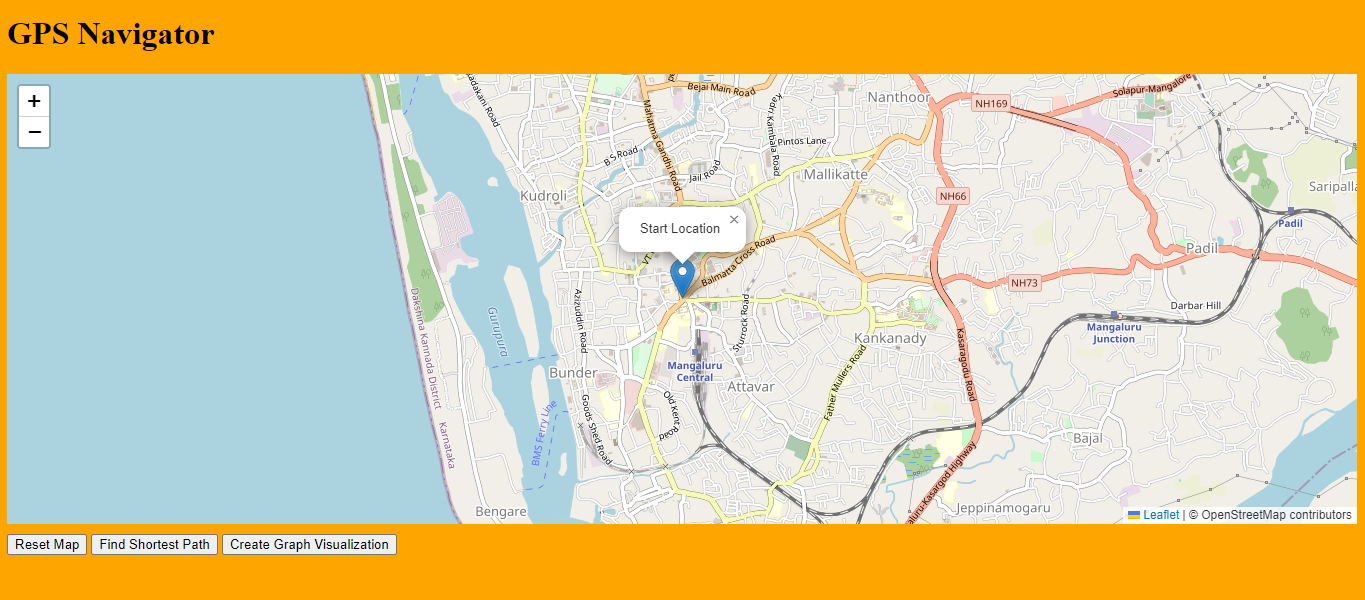 GPS Navigator
+
−
Bejai Main Road
Solapur-Mangalore
Nanthoor
NH169
Kadri Kambala Road
Mahatma Gandhi Road
Pintos Lane
B.S.Road
Jail Road
Mallikatte
Saripalla
Kudroli
NH66
Start Location
×
Padil
Padil
Balmatta Cross Road
NH73
Dakshina Kannada District
Karnataka
Gurupura
Azizuddin Road
Sturrock Road
Darbar Hill
Mangaluru
Junction
Kankanady
Kasaragodu Road
Mangaluru
Central
Bunder
Attavar
Father Mullers Road
Old Kent
Road
Goods Shed Road
BMS Ferry Line
Bajal
aluru-Kasargod Highway
Bengare
Jeppinamogaru
Leaflet | © OpenStreetMap contributors
Reset Map
Find Shortest Path
Create Graph Visualization